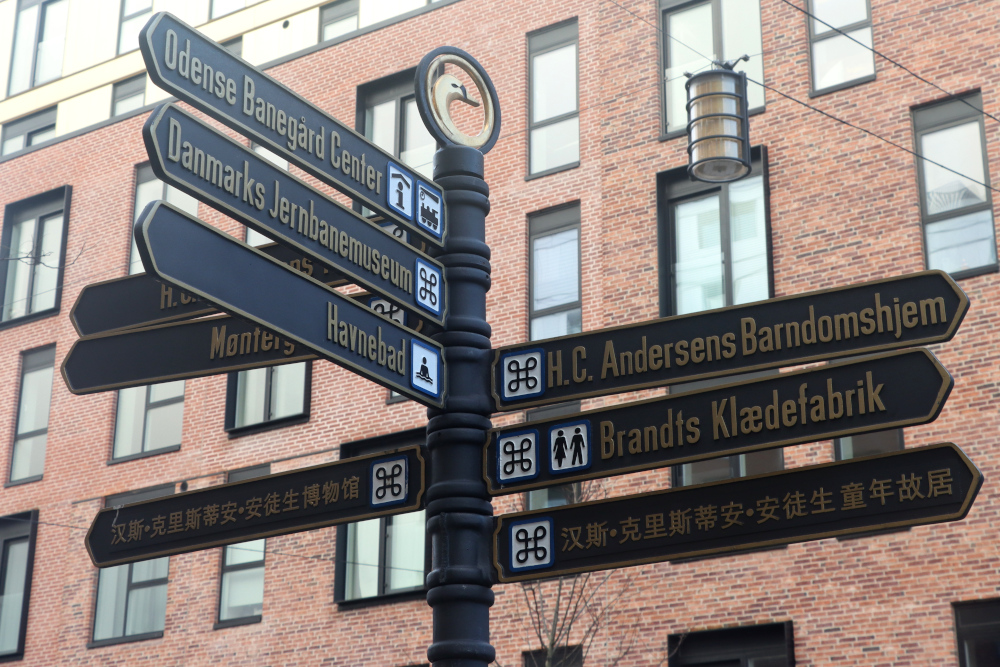 Odense Banegård Center
Danmarks Jernbanemuseum
Havnebad
H.C.
Mønterg
汉斯•克里斯蒂安•安徒生博物馆
H.C. Andersens Barndomshjem
Brandts Klædefabrik
汉斯•克里斯蒂安•安徒生童年故居